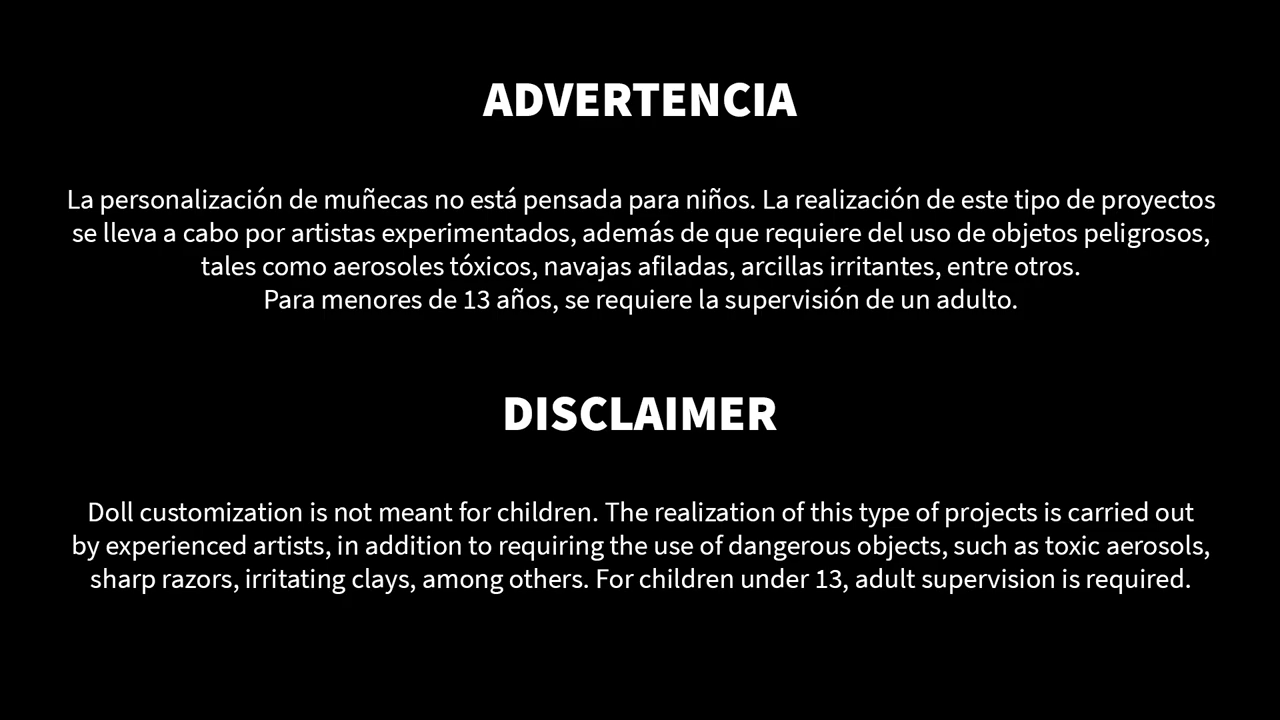 ADVERTENCIA
La personalización de muñecas no está pensada para niños. La realización de este tipo de proyectos
se lleva a cabo por artistas experimentados, además de que requiere del uso de objetos peligrosos,
tales como aerosoles tóxicos, navajas afiladas, arcillas irritantes, entre otros.
Para menores de 13 años, se requiere la supervisión de un adulto.
DISCLAIMER
Doll customization is not meant for children. The realization of this type of projects is carried out
by experienced artists, in addition to requiring the use of dangerous objects, such as toxic aerosols,
sharp razors, irritating clays, among others. For children under 13, adult supervision is required.